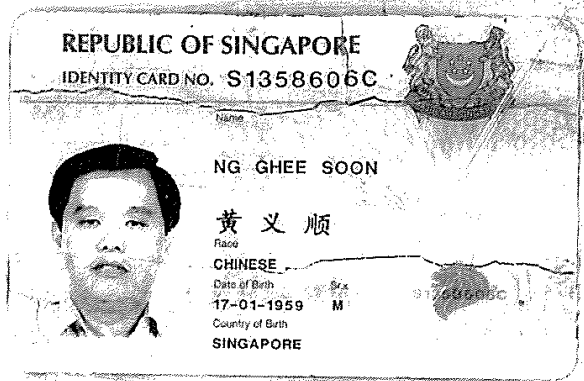 REPUBLIC OF SINGAPORE
IDENTITY CARD NO. S1358606C
Name
NG GHEE SOON
黄义顺
Race
CHINESE
Date of Birth Sex
17-01-1959 M
Country of Birth
SINGAPORE